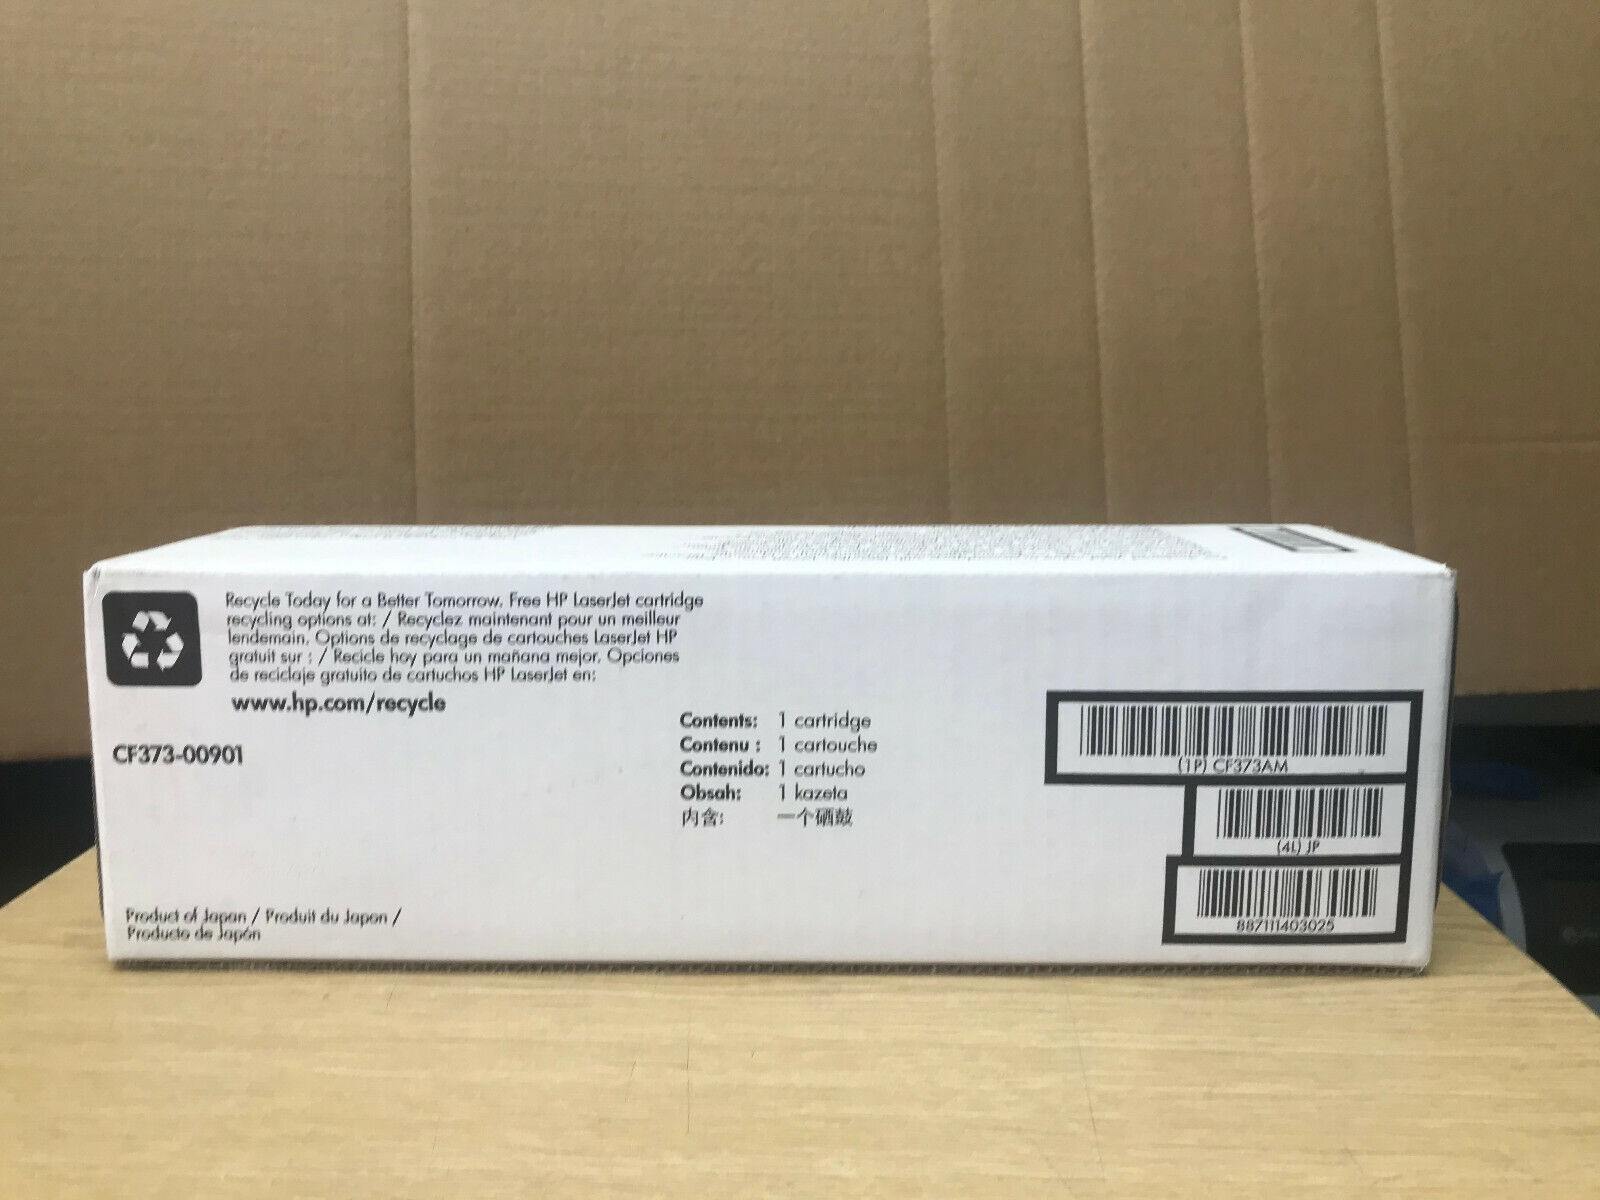 Recycle Today for a Better Tomorrow. Free HP LaserJet cartridge
recycling options at: / Recyclez maintenant pour un meilleur
lendemain. Options de recyclage de cartouches LaserJet HP
gratuit sur : / Recicle hoy para un mañana mejor. Opciones
de reciclaje gratuito de cartuchos HP LaserJet en:
www.hp.com/recycle
CF373-00901
Contents: 1 cartridge
Contenu : 1 cartouche
Contenido: 1 cartucho
Obsah: 1 kazeta
内含: 一个硒鼓
(1P) CF373AM
(4L) JP
887111403025
Product of Japan / Produit du Japon /
Producto de Japón